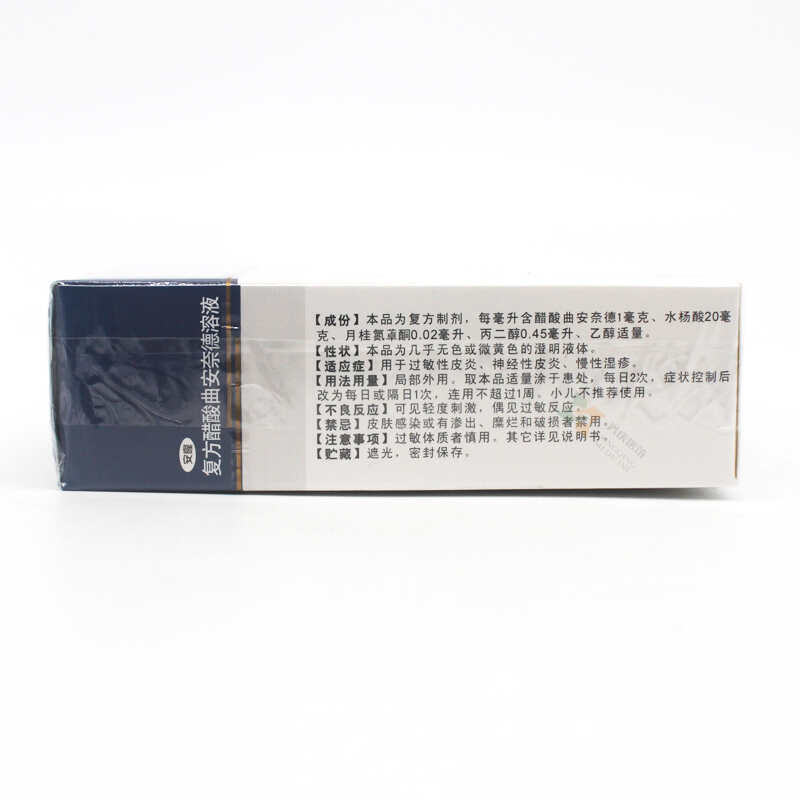 安隆
复方醋酸曲安奈德溶液
【成份】本品为复方制剂，每毫升含醋酸曲安奈德1毫克、水杨酸20毫
克、月桂氮䓬酮0.02毫升、丙二醇0.45毫升、乙醇适量。
【性状】本品为几乎无色或微黄色的澄明液体。
【适应症】用于过敏性皮炎、神经性皮炎、慢性湿疹。
【用法用量】局部外用。取本品适量涂于患处，每日2次，症状控制后
改为每日或隔日1次，连用不超过1周。小儿不推荐使用。
【不良反应】可见轻度刺激，偶见过敏反应。
【禁忌】皮肤感染或有渗出、糜烂和破损者禁用。
【注意事项】过敏体质者慎用。其它详见说明书。
【贮藏】遮光，密封保存。